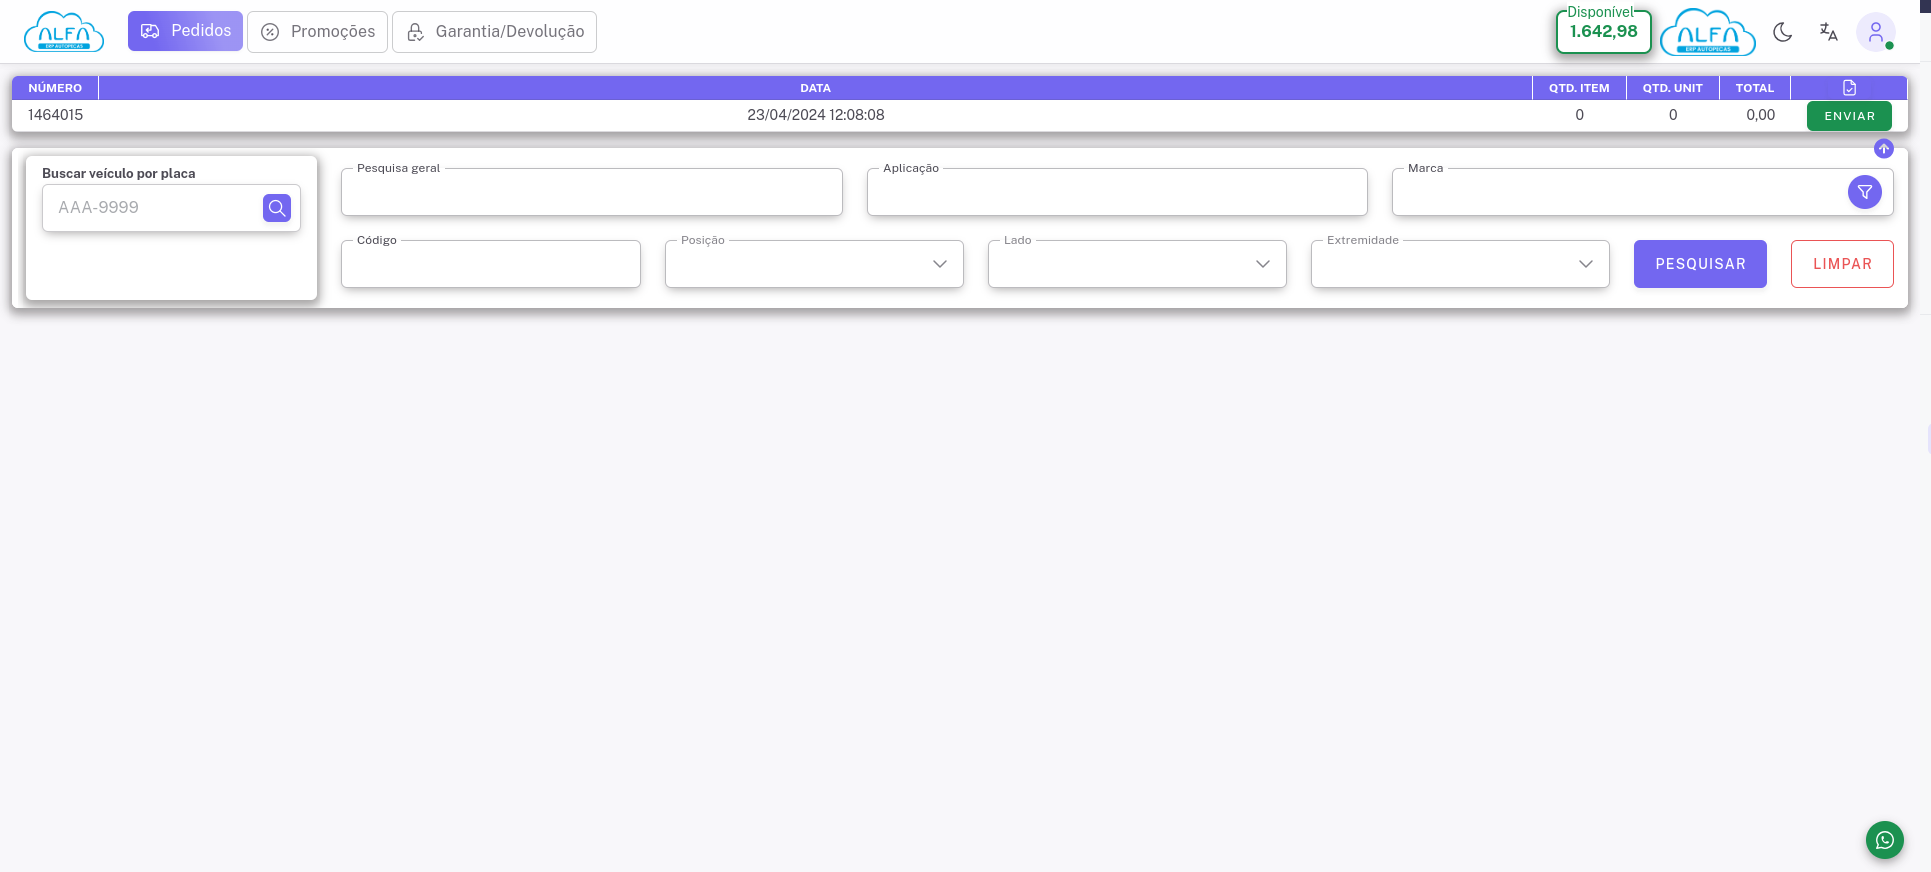 ALFA
ERP AUTOPEÇAS
Pedidos
Promoções
Garantia/Devolução
Disponível
1.642,98
ALFA
ERP AUTOPEÇAS
NÚMERO DATA QTD. ITEM QTD. UNIT TOTAL
1464015 23/04/2024 12:08:08 0 0 0,00 ENVIAR
Buscar veículo por placa
AAA-9999
Pesquisa geral
Aplicação
Marca
Código
Posição
Lado
Extremidade
PESQUISAR
LIMPAR